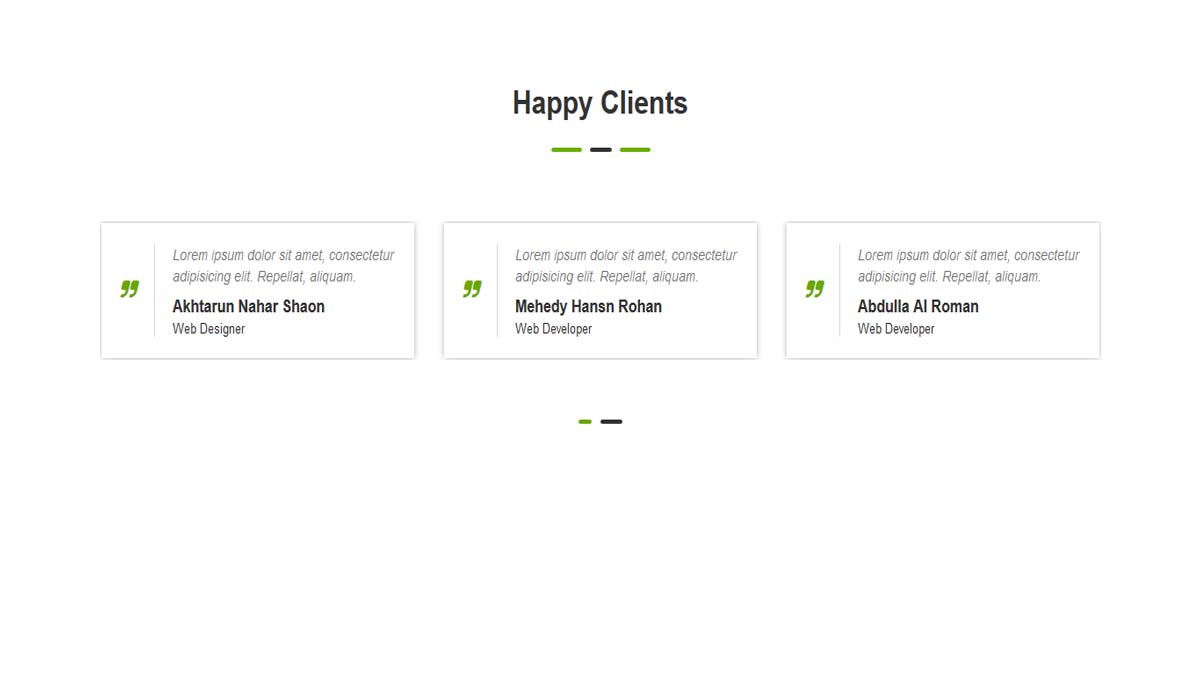 Happy Clients
Lorem ipsum dolor sit amet, consectetur
adipisicing elit. Repellat, aliquam.
Akhtarun Nahar Shaon
Web Designer
Lorem ipsum dolor sit amet, consectetur
adipisicing elit. Repellat, aliquam.
Mehedy Hansn Rohan
Web Developer
Lorem ipsum dolor sit amet, consectetur
adipisicing elit. Repellat, aliquam.
Abdulla Al Roman
Web Developer